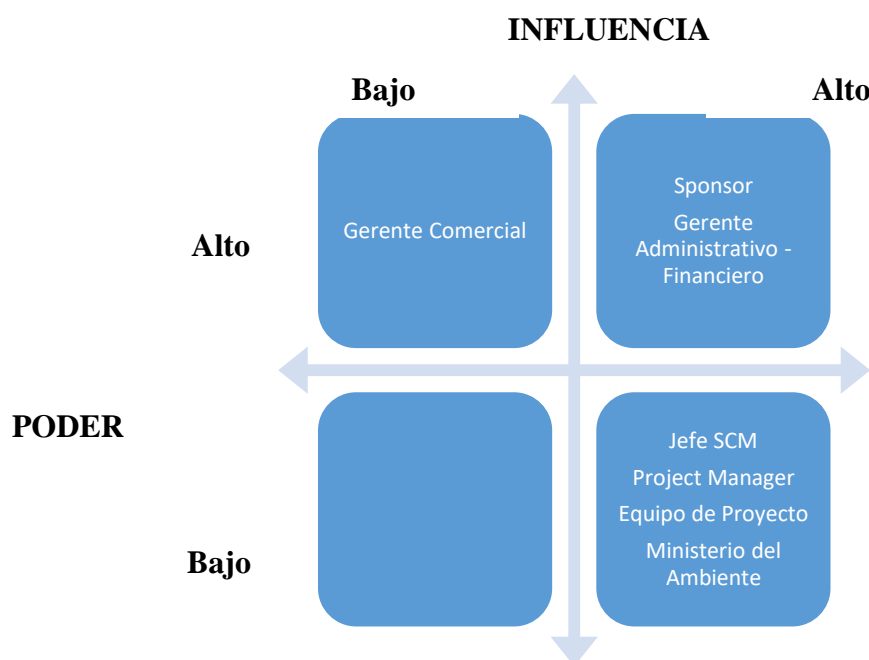 INFLUENCIA
Bajo
Alto
Alto
Gerente Comercial
Sponsor
Gerente
Administrativo -
Financiero
PODER
Bajo
Jefe SCM
Project Manager
Equipo de Proyecto
Ministerio del
Ambiente